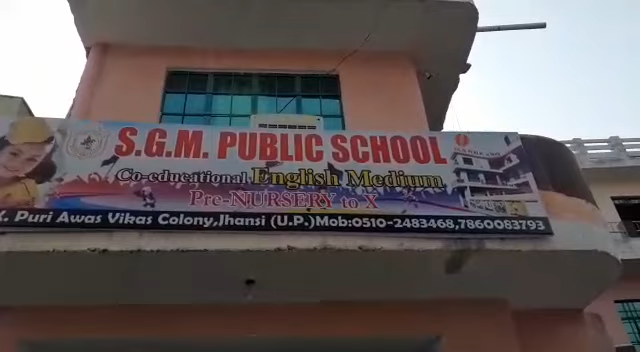 S.G.M. PUBLIC SCHOOL
Co-educational English Medium
Pre-NURSERY to X
K. PURI Awas Vikas Colony, Jhansi (U.P.)Mob.0510-2483468,7860083793